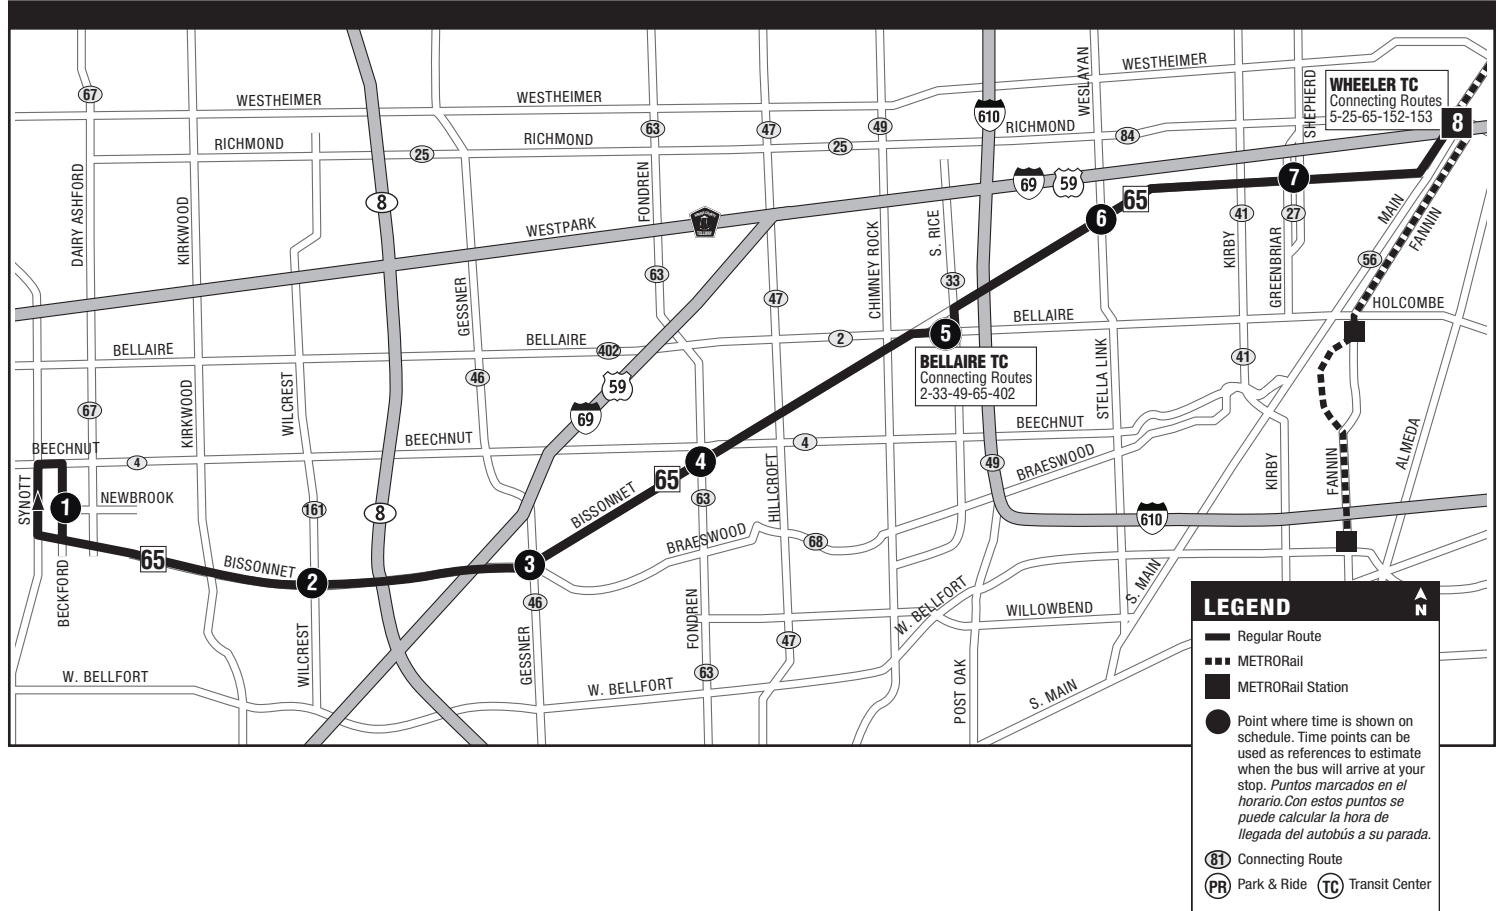 67
WESTHEIMER
WESTHEIMER
WESTHEIMER
WESLAYAN
SHEPHERD
WHEELER TC
Connecting Routes
5-25-65-152-153
8
RICHMOND
25
RICHMOND
63
47
25
49
610
RICHMOND
84
DAIRY ASHFORD
KIRKWOOD
8
FONDREN
WESTPARK
CHIMNEY ROCK
S. RICE
69
59
65
6
7
41
27
KIRBY
GREENBRIAR
MAIN
FANNIN
56
GESSNER
63
47
33
HOLCOMBE
BELLAIRE
BELLAIRE
402
2
5
BELLAIRE
BELLAIRE TC
Connecting Routes
2-33-49-65-402
STELLA LINK
41
67
KIRKWOOD
WILCREST
46
59
69
BEECHNUT
BEECHNUT
4
BEECHNUT
4
4
65
BISSONNET
63
HILLCROFT
49
BRAESWOOD
KIRBY
FANNIN
ALMEDA
SYNOTT
1
NEWBROOK
161
8
610
BRAESWOOD
68
65
BISSONNET
2
3
46
BECKFORD
WILCREST
GESSNER
FONDREN
47
63
W. BELLFORT
WILLOWBEND
S. MAIN
W. BELLFORT
W. BELLFORT
POST OAK
S. MAIN
LEGEND
N
Regular Route
METRORail
METRORail Station
Point where time is shown on
schedule. Time points can be
used as references to estimate
when the bus will arrive at your
stop. Puntos marcados en el
horario.Con estos puntos se
puede calcular la hora de
llegada del autobús a su parada.
81 Connecting Route
PR Park & Ride TC Transit Center